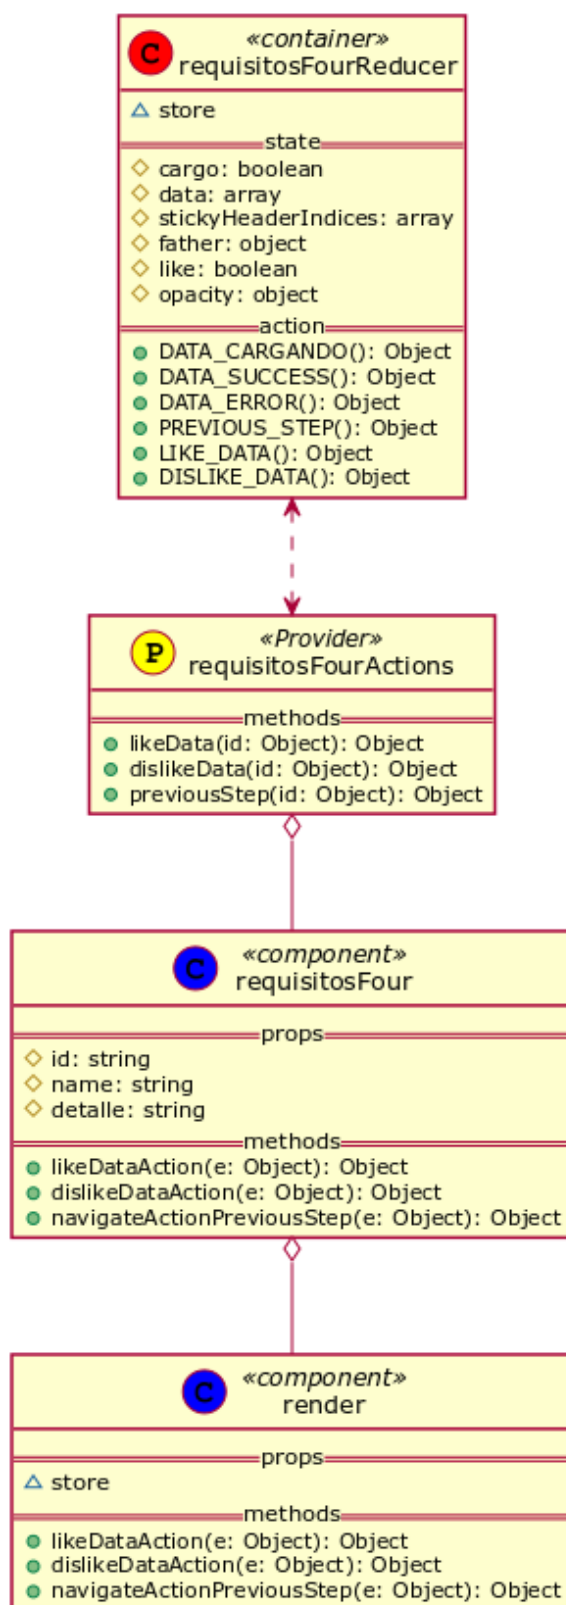 C
«container»
requisitosFourReducer
store
state
cargo: boolean
data: array
stickyHeaderIndices: array
father: object
like: boolean
opacity: object
action
DATA_CARGANDO(): Object
DATA_SUCCESS(): Object
DATA_ERROR(): Object
PREVIOUS_STEP(): Object
LIKE_DATA(): Object
DISLIKE_DATA(): Object
P
«Provider»
requisitosFourActions
methods
likeData(id: Object): Object
dislikeData(id: Object): Object
previousStep(id: Object): Object
C
«component»
requisitosFour
props
id: string
name: string
detalle: string
methods
likeDataAction(e: Object): Object
dislikeDataAction(e: Object): Object
navigateActionPreviousStep(e: Object): Object
C
«component»
render
props
store
methods
likeDataAction(e: Object): Object
dislikeDataAction(e: Object): Object
navigateActionPreviousStep(e: Object): Object